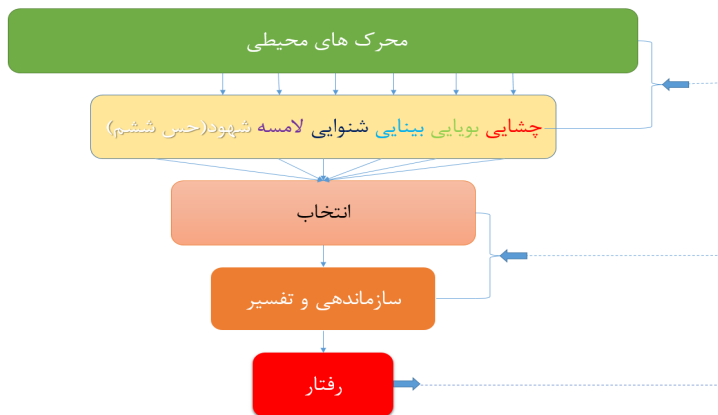 محرک های محیطی
چشایی بویایی بینایی شنوایی لامسه شهود(حس ششم)
انتخاب
سازماندهی و تفسیر
رفتار